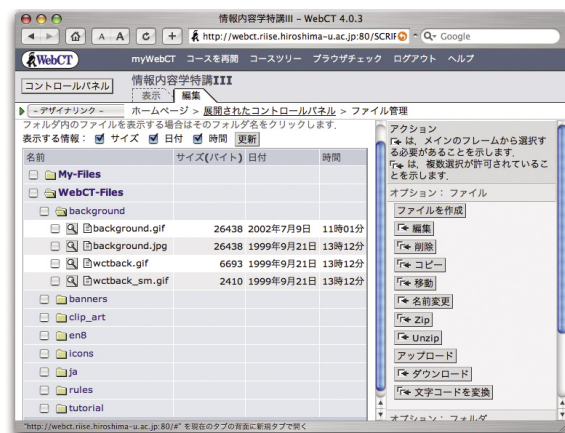 情報内容学特講III – WebCT 4.0.3
A A C + http://webct.riise.hiroshima-u.ac.jp:80/SCRIF Q- Google
WebCT myWebCT コースを再開 コースツリー ブラウザチェック ログアウト ヘルプ
コントロールパネル 情報内容学特講III
表示 編集
- デザイナリンク - ホームページ > 展開されたコントロールパネル > ファイル管理
フォルダ内のファイルを表示する場合はそのフォルダ名をクリックします.
表示する情報： サイズ 日付 時間 更新
名前 サイズ(バイト) 日付 時間
My-Files
WebCT-Files
background
background.gif 26438 2002年7月9日 11時01分
background.jpg 26438 1999年9月21日 13時12分
wctback.gif 6693 1999年9月21日 13時12分
wctback_sm.gif 2410 1999年9月21日 13時12分
banners
clip_art
en8
icons
ja
rules
tutorial
アクション
は、メインのフレームから選択する必要があることを示します.
は、複数選択が許可されていることを示します.
オプション： ファイル
ファイルを作成
編集
削除
コピー
移動
名前変更
Zip
Unzip
アップロード
ダウンロード
文字コードを変換
オプション： フォルダ
"http://webct.riise.hiroshima-u.ac.jp:80/#" を現在のタブの背面に新規タブで開く